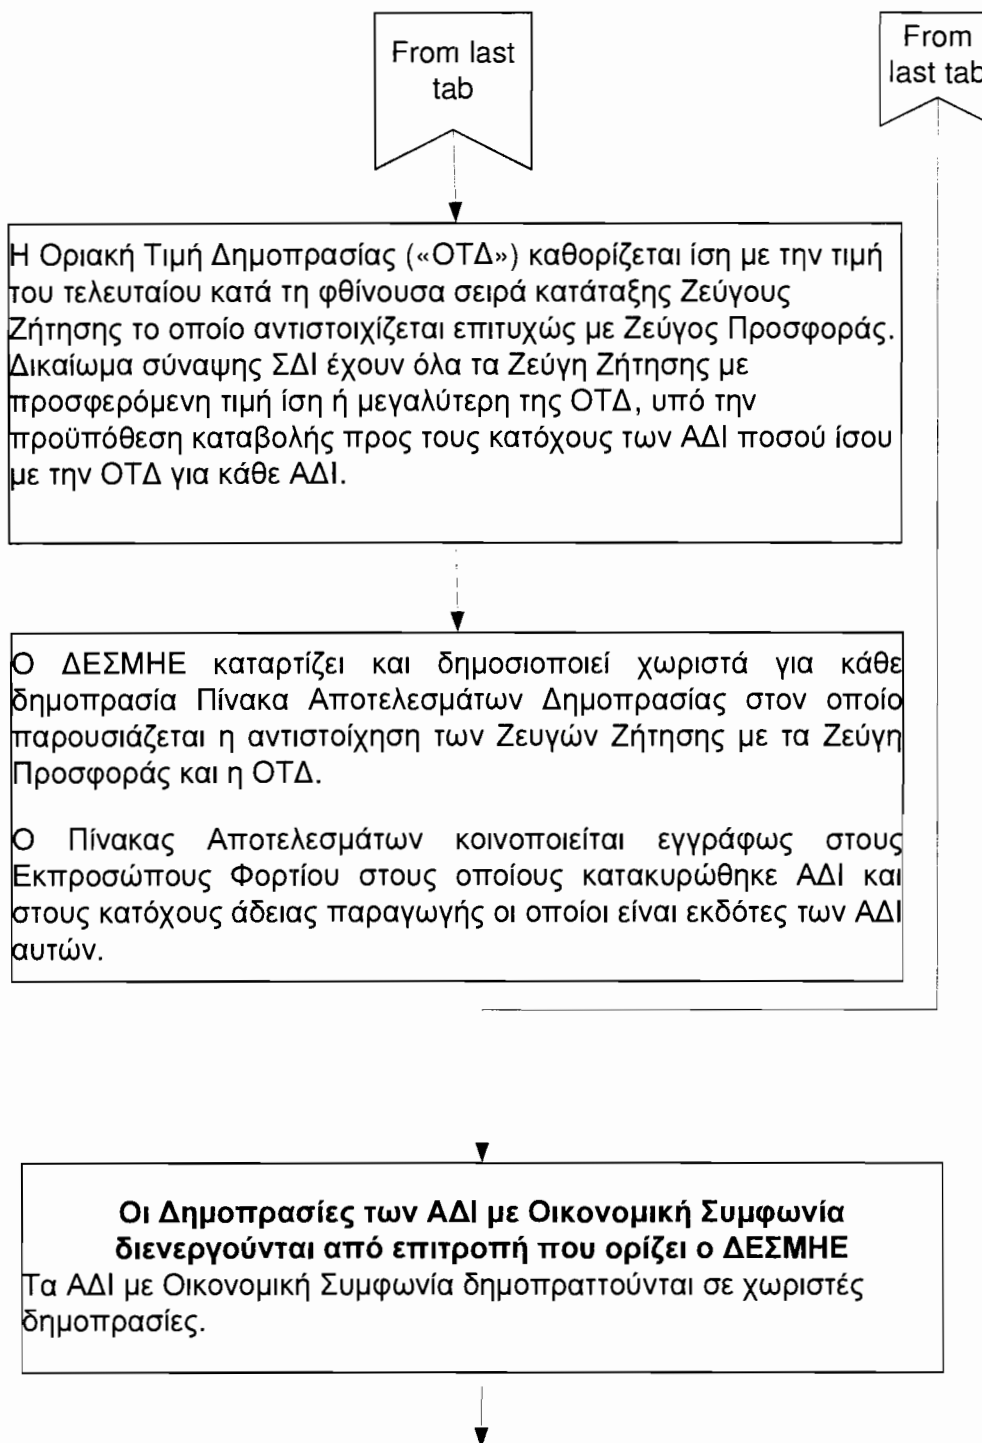 From last
tab
From
last tab
Η Οριακή Τιμή Δημοπρασίας («ΟΤΔ») καθορίζεται ίση με την τιμή
του τελευταίου κατά τη φθίνουσα σειρά κατάταξης Ζεύγους
Ζήτησης το οποίο αντιστοιχίζεται επιτυχώς με Ζεύγος Προσφοράς.
Δικαίωμα σύναψης ΣΔΙ έχουν όλα τα Ζεύγη Ζήτησης με
προσφερόμενη τιμή ίση ή μεγαλύτερη της ΟΤΔ, υπό την
προϋπόθεση καταβολής προς τους κατόχους των ΑΔΙ ποσού ίσου
με την ΟΤΔ για κάθε ΑΔΙ.
Ο ΔΕΣΜΗΕ καταρτίζει και δημοσιοποιεί χωριστά για κάθε
δημοπρασία Πίνακα Αποτελεσμάτων Δημοπρασίας στον οποίο
παρουσιάζεται η αντιστοίχηση των Ζευγών Ζήτησης με τα Ζεύγη
Προσφοράς και η ΟΤΔ.
Ο Πίνακας Αποτελεσμάτων κοινοποιείται εγγράφως στους
Εκπροσώπους Φορτίου στους οποίους κατακυρώθηκε ΑΔΙ και
στους κατόχους άδειας παραγωγής οι οποίοι είναι εκδότες των ΑΔΙ
αυτών.
Οι Δημοπρασίες των ΑΔΙ με Οικονομική Συμφωνία
διενεργούνται από επιτροπή που ορίζει ο ΔΕΣΜΗΕ
Τα ΑΔΙ με Οικονομική Συμφωνία δημοπραττούνται σε χωριστές
δημοπρασίες.